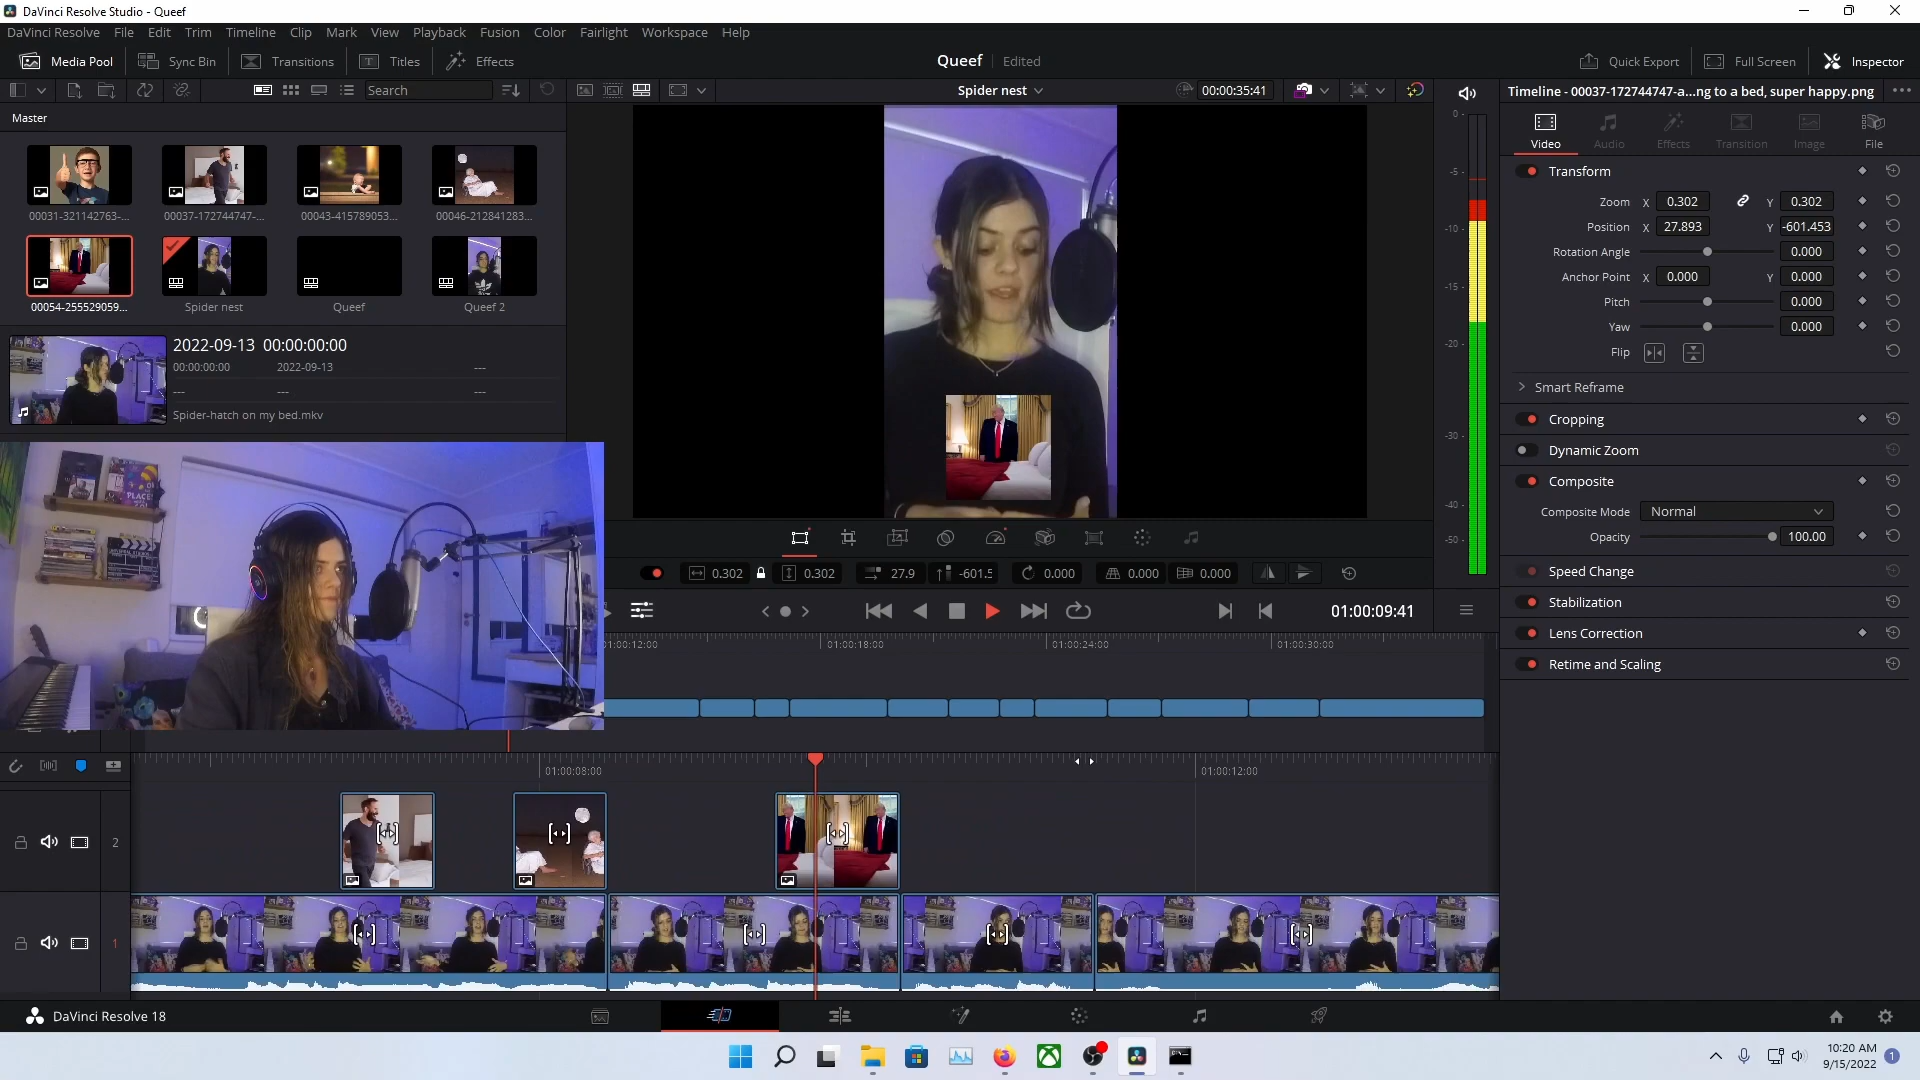 DaVinci Resolve Studio - Queef
DaVinci Resolve File Edit Trim Timeline Clip Mark View Playback Fusion Color Fairlight Workspace Help
Media Pool Sync Bin Transitions Titles Effects Queef Edited Quick Export Full Screen Inspector
Search Spider nest 00:00:35:41 Timeline - 00037-172744747-a...ng to a bed, super happy.png
Master
00031-321142763-... 00037-172744747-... 00043-415789053... 00046-212841283...
00054-255529059... Spider nest Queef Queef 2
2022-09-13 00:00:00:00
00:00:00:00 2022-09-13 ---
--- --- ---
Spider-hatch on my bed.mkv
0 -5 -10 -15 -20 -30 -40 -50
Video Audio Effects Transition Image File
Transform
Zoom X 0.302 Y 0.302
Position X 27.893 Y -601.453
Rotation Angle 0.000
Anchor Point X 0.000 Y 0.000
Pitch 0.000
Yaw 0.000
Flip
Smart Reframe
Cropping
Dynamic Zoom
Composite
Composite Mode Normal
Opacity 100.00
Speed Change
Stabilization
Lens Correction
Retime and Scaling
0.302 0.302 27.9 -601.5 0.000 0.000 0.000
01:00:09:41
01:00:12:00 01:00:18:00 01:00:24:00 01:00:30:00
01:00:08:00 01:00:12:00
2
1
DaVinci Resolve 18
10:20 AM
9/15/2022 1